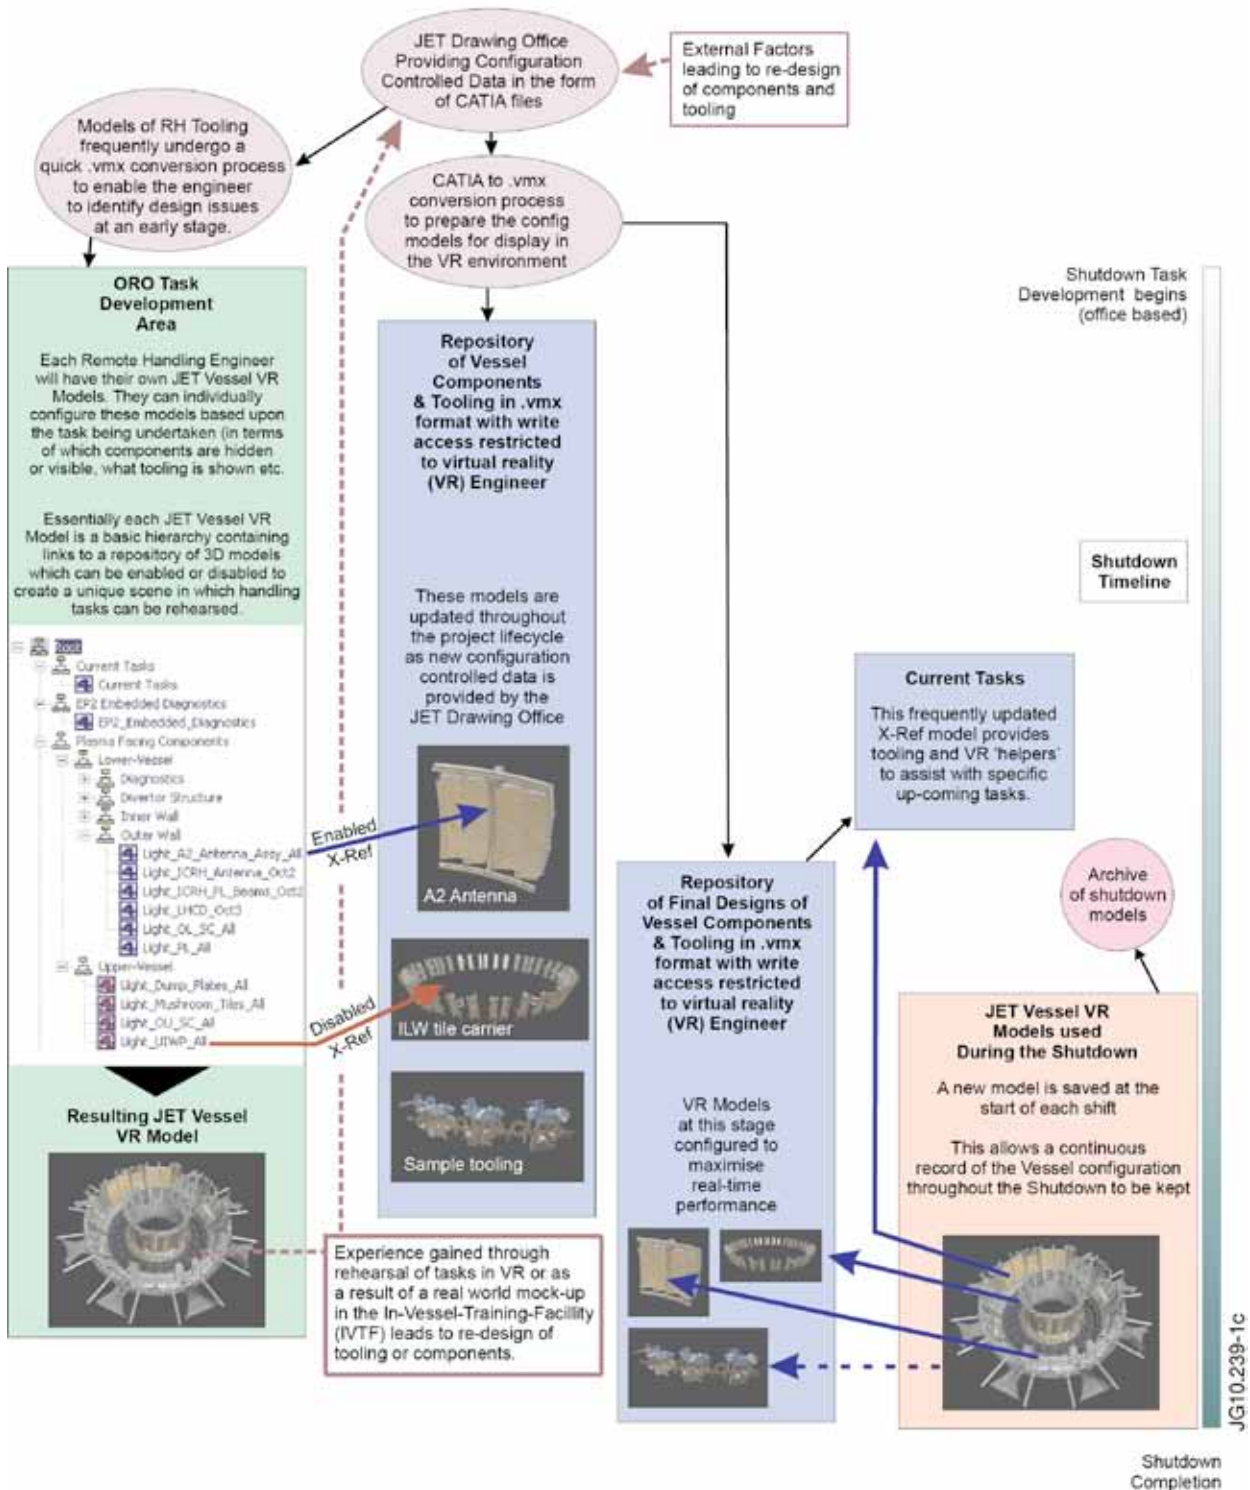 JET Drawing Office
Providing Configuration
Controlled Data in the form
of CATIA files
External Factors
leading to re-design
of components and
tooling
Models of RH Tooling
frequently undergo a
quick .vmx conversion process
to enable the engineer
to identify design issues
at an early stage.
CATIA to .vmx
conversion process
to prepare the config
models for display in
the VR environment
ORO Task
Development
Area
Each Remote Handling Engineer
will have their own JET Vessel VR
Models. They can individually
configure these models based upon
the task being undertaken (in terms
of which components are hidden
or visible, what tooling is shown etc.
Essentially each JET Vessel VR
Model is a basic hierarchy containing
links to a repository of 3D models
which can be enabled or disabled to
create a unique scene in which handling
tasks can be rehearsed.
Root
Current Tasks
Current Tasks
EP2 Embedded Diagnostics
EP2_Embedded_Diagnostics
Plasma Facing Components
Lower-Vessel
Diagnostics
Divertor Structure
Inner Wall
Outer Wall
Light_A2_Antenna_Assy_All
Light_ICRH_Antenna_Oct2
Light_ICRH_PL_Beams_Oct2
Light_LHCD_Oct3
Light_OL_SC_All
Light_PL_All
Upper-Vessel
Light_Dump_Plates_All
Light_Mushroom_Tiles_All
Light_OU_SC_All
Light_UIWP_All
Resulting JET Vessel
VR Model
Repository
of Vessel
Components
& Tooling in .vmx
format with write
access restricted
to virtual reality
(VR) Engineer
These models are
updated throughout
the project lifecycle
as new configuration
controlled data is
provided by the
JET Drawing Office
Enabled
X-Ref
A2 Antenna
Disabled
X-Ref
ILW tile carrier
Sample tooling
Experience gained through
rehearsal of tasks in VR or as
a result of a real world mock-up
in the In-Vessel-Training-Facillity
(IVTF) leads to re-design of
tooling or components.
Repository
of Final Designs of
Vessel Components
& Tooling in .vmx
format with write
access restricted
to virtual reality
(VR) Engineer
VR Models
at this stage
configured to
maximise
real-time
performance
Current Tasks
This frequently updated
X-Ref model provides
tooling and VR 'helpers'
to assist with specific
up-coming tasks.
Archive
of shutdown
models
JET Vessel VR
Models used
During the Shutdown
A new model is saved at the
start of each shift
This allows a continuous
record of the Vessel configuration
throughout the Shutdown to be kept
Shutdown Task
Development begins
(office based)
Shutdown
Timeline
Shutdown
Completion
JG10.239-1c